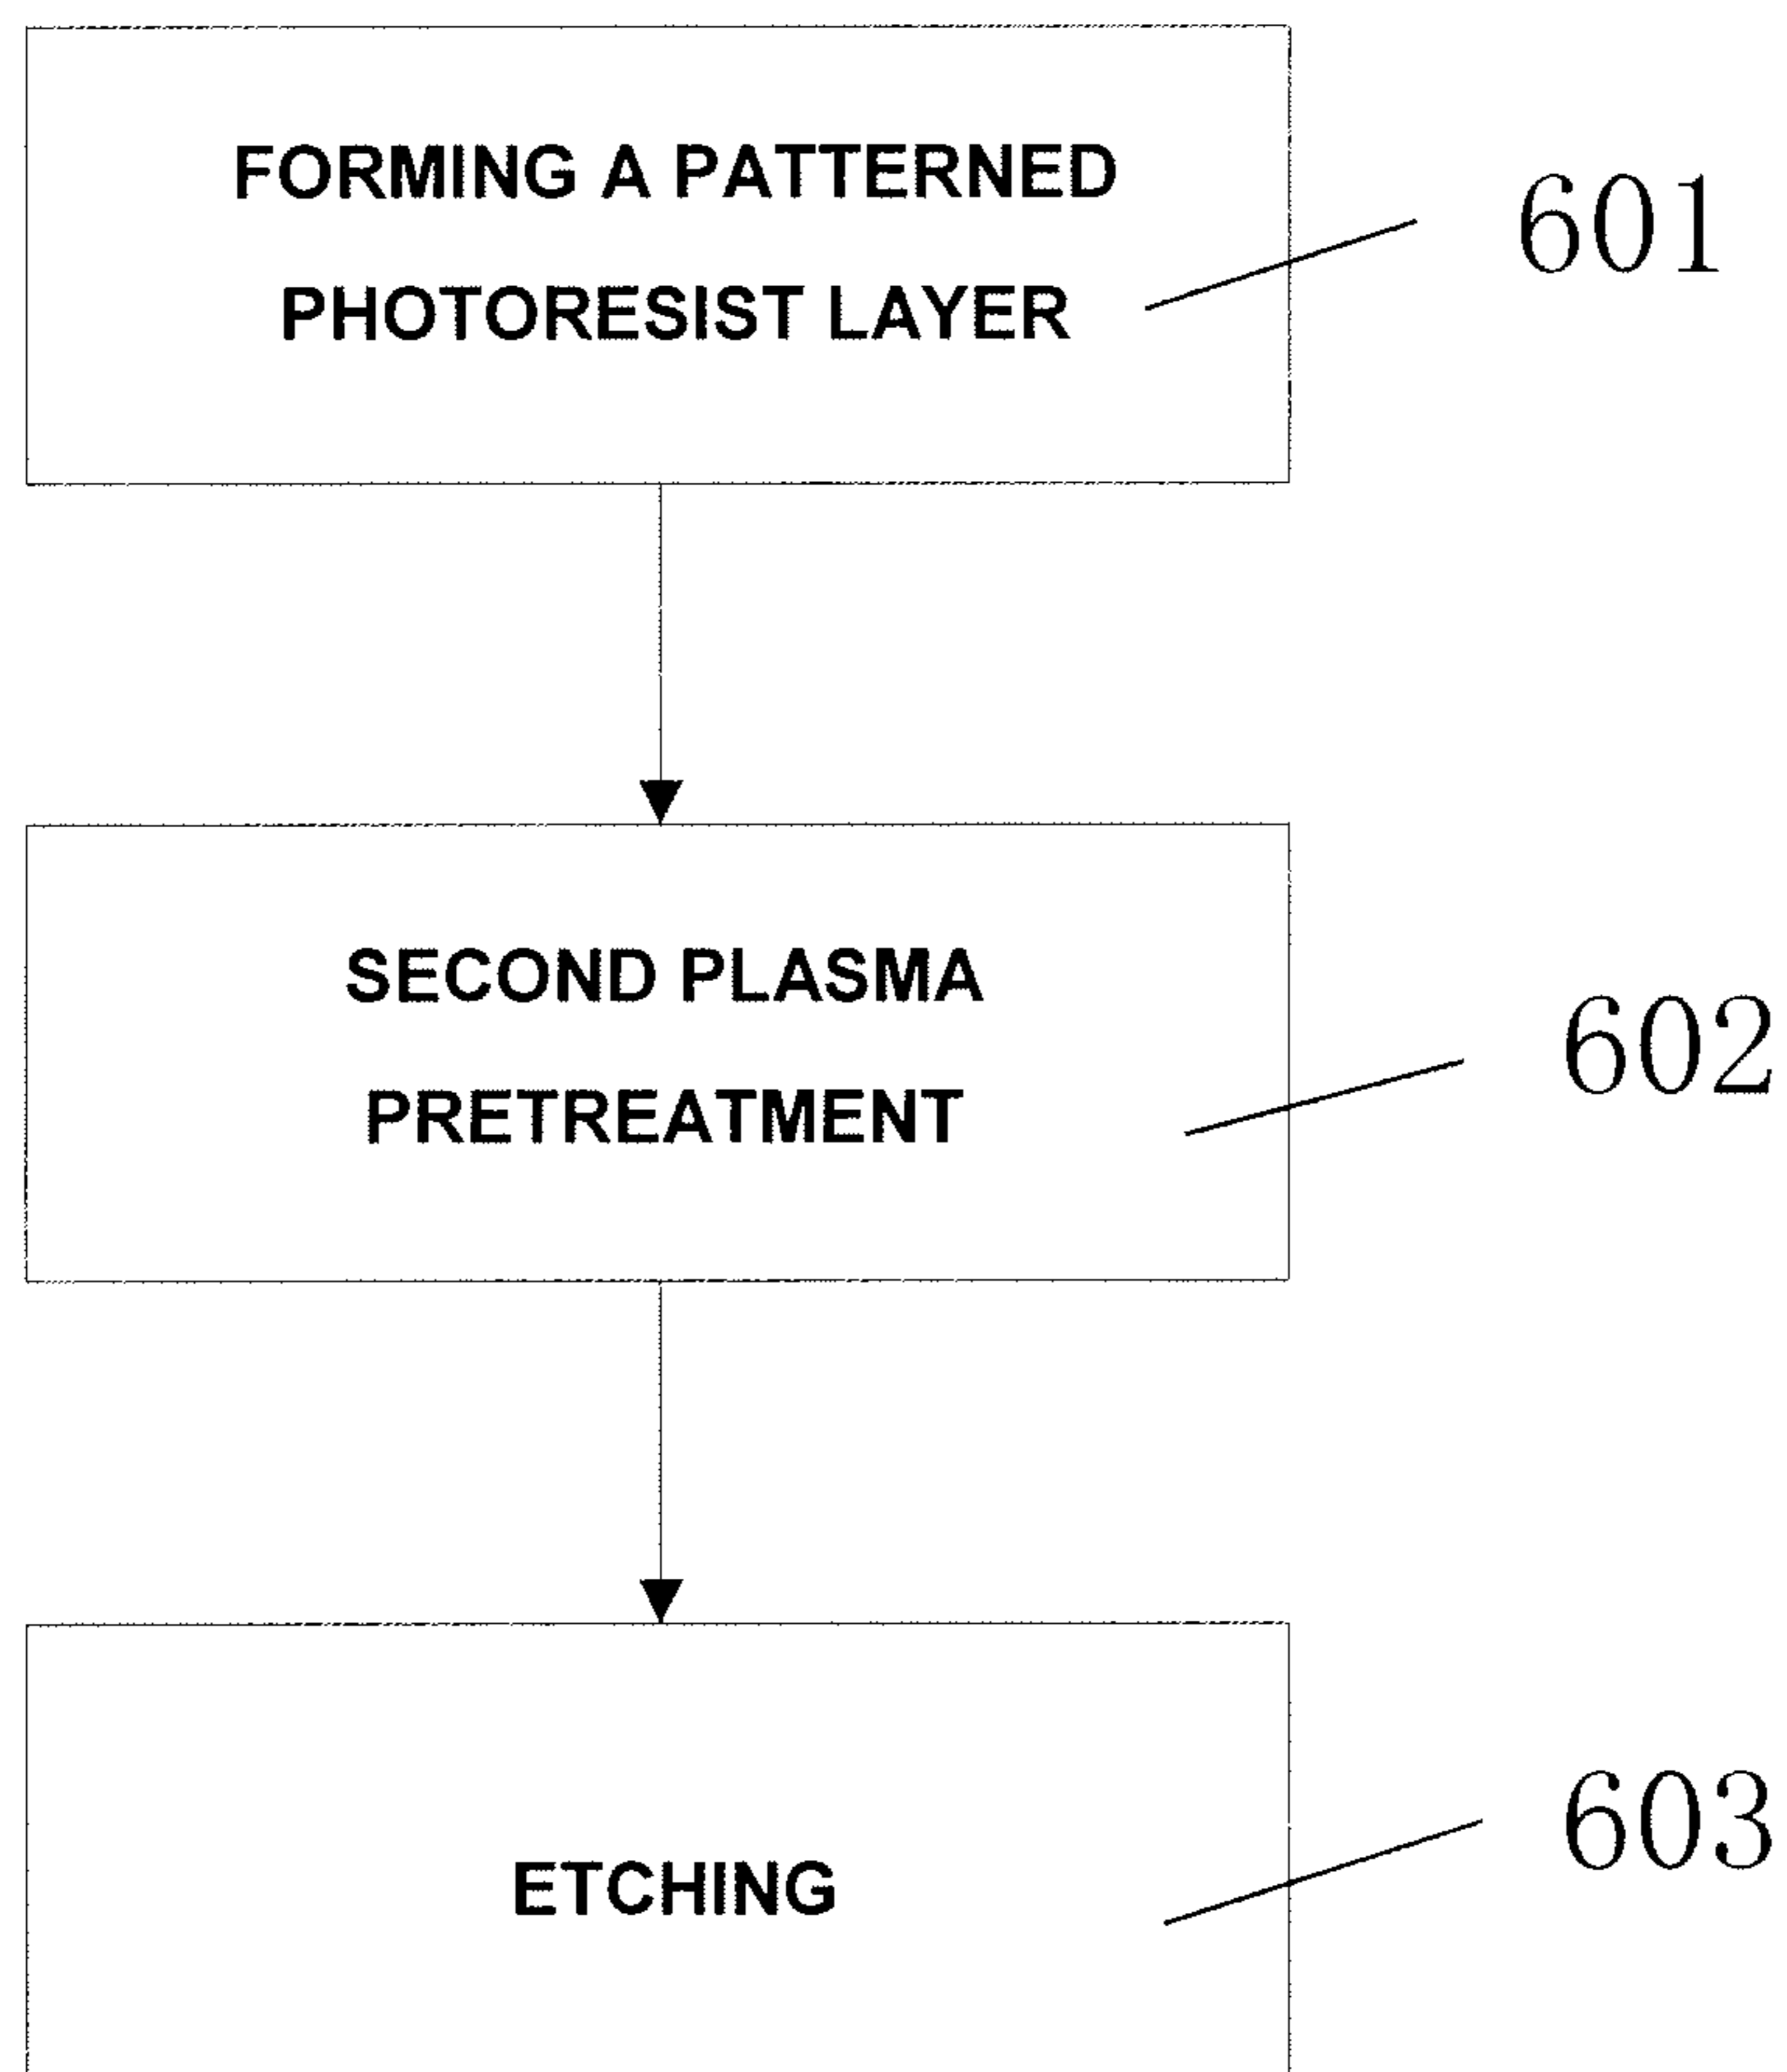 FORMING A PATTERNED
PHOTORESIST LAYER
601
SECOND PLASMA
PRETREATMENT
602
ETCHING
603